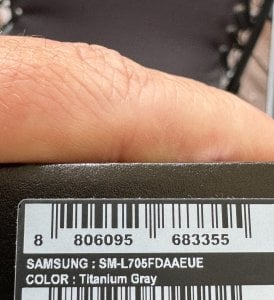 8 806095 683355
SAMSUNG : SM-L705FDAAEUE
COLOR : Titanium Gray